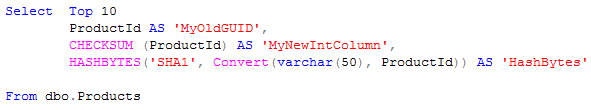 Select  Top 10
        ProductId AS 'MyOldGUID',
        CHECKSUM (ProductId) AS 'MyNewIntColumn',
        HASHBYTES('SHA1', Convert(varchar(50), ProductId)) AS 'HashBytes'
From dbo.Products